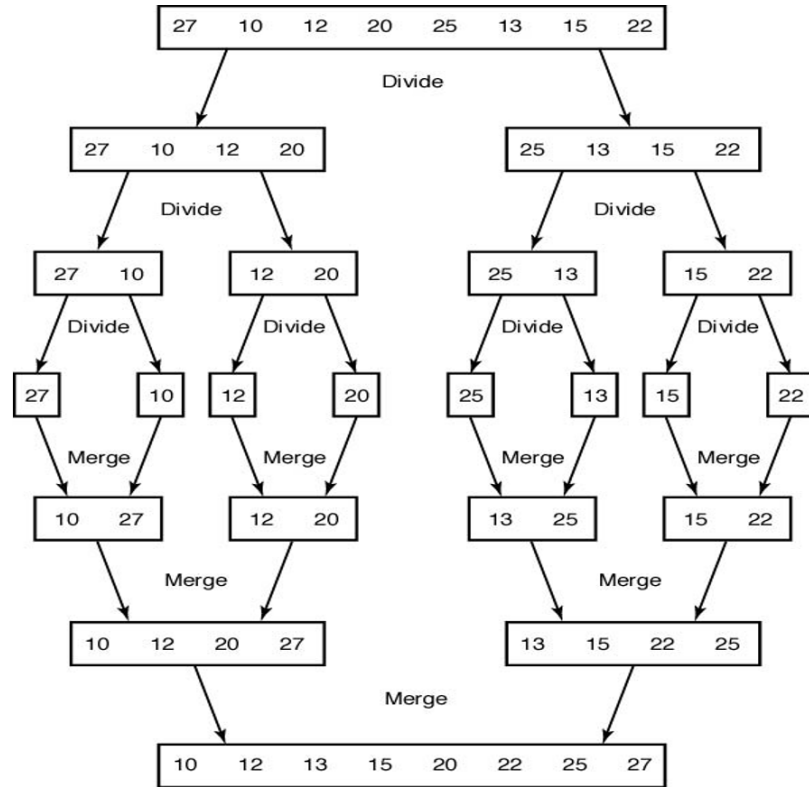 27 10 12 20 25 13 15 22
Divide
27 10 12 20 25 13 15 22
Divide Divide
27 10 12 20 25 13 15 22
Divide Divide Divide Divide
27 10 12 20 25 13 15 22
Merge Merge Merge Merge
10 27 12 20 13 25 15 22
Merge Merge
10 12 20 27 13 15 22 25
Merge
10 12 13 15 20 22 25 27